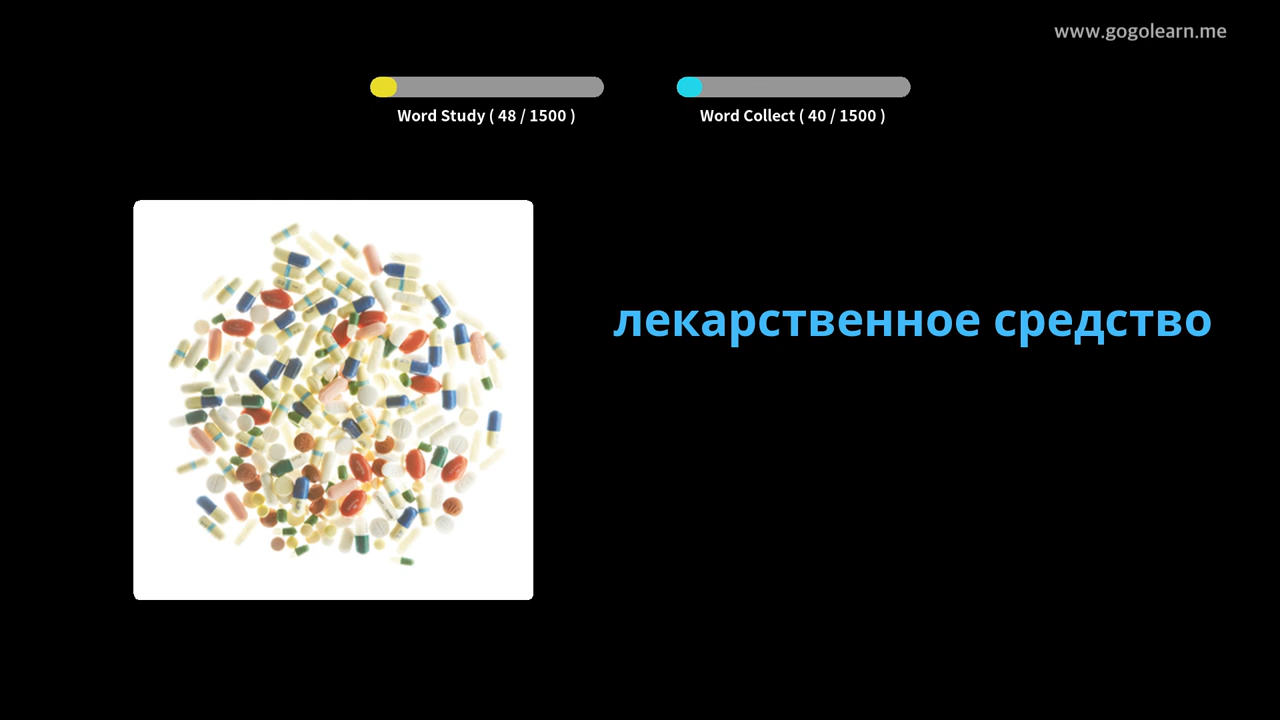 www.gogolearn.me
Word Study ( 48 / 1500 )
Word Collect ( 40 / 1500 )
лекарственное средство